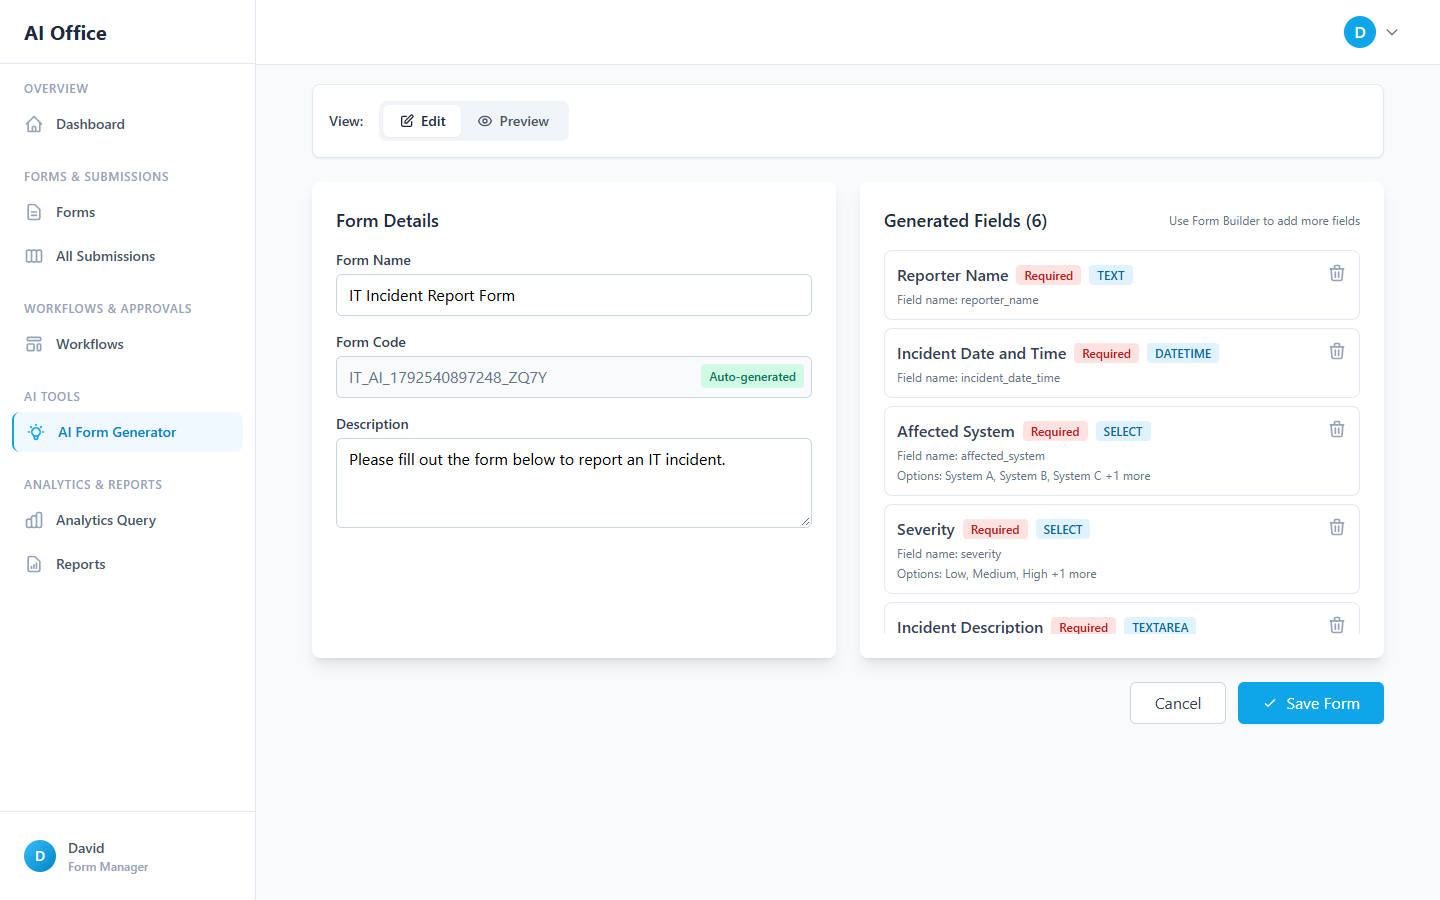 AI Office
D
OVERVIEW
Dashboard
FORMS & SUBMISSIONS
Forms
All Submissions
WORKFLOWS & APPROVALS
Workflows
AI TOOLS
AI Form Generator
ANALYTICS & REPORTS
Analytics Query
Reports
D
David
Form Manager
View:
Edit
Preview
Form Details
Form Name
IT Incident Report Form
Form Code
IT_AI_1792540897248_ZQ7Y
Auto-generated
Description
Please fill out the form below to report an IT incident.
Generated Fields (6)
Use Form Builder to add more fields
Reporter Name Required TEXT
Field name: reporter_name
Incident Date and Time Required DATETIME
Field name: incident_date_time
Affected System Required SELECT
Field name: affected_system
Options: System A, System B, System C +1 more
Severity Required SELECT
Field name: severity
Options: Low, Medium, High +1 more
Incident Description Required TEXTAREA
Cancel
Save Form